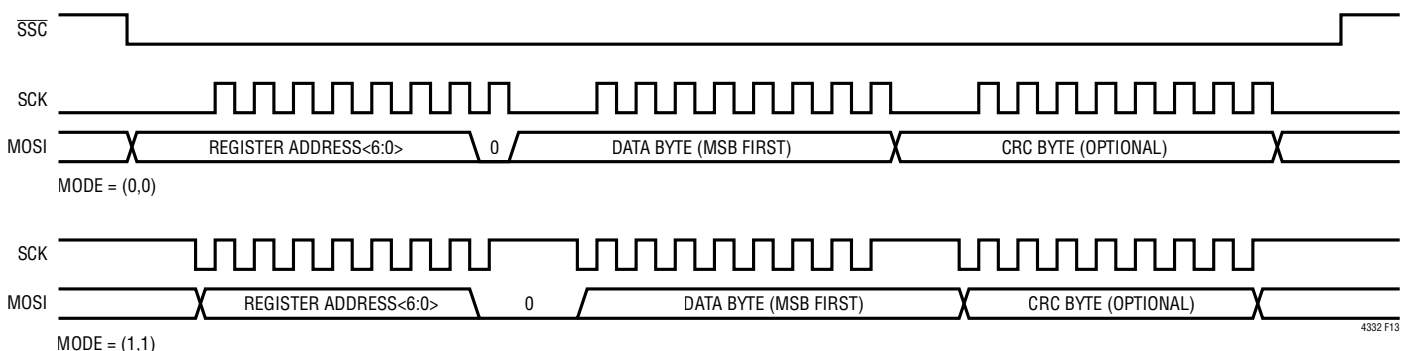 SSC
SCK
MOSI REGISTER ADDRESS<6:0> 0 DATA BYTE (MSB FIRST) CRC BYTE (OPTIONAL)
MODE = (0,0)
SCK
MOSI REGISTER ADDRESS<6:0> 0 DATA BYTE (MSB FIRST) CRC BYTE (OPTIONAL)
4332 F13
MODE = (1,1)